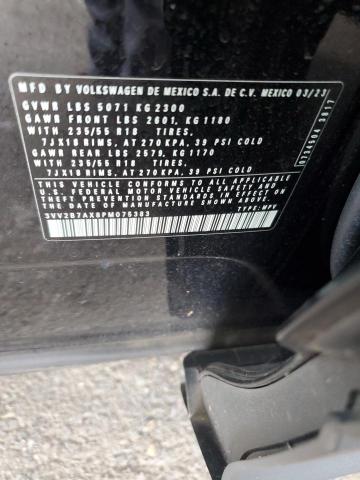 MFD BY VOLKSWAGEN DE MEXICO S.A. DE C.V. MEXICO 03/23
GVWR LBS 5071 KG 2300
GAWR FRONT LBS 2601, KG 1180
WITH 235/55 R18 TIRES,
7JX18 RIMS, AT 270 KPA, 39 PSI COLD
GAWR REAR LBS 2579, KG 1170
WITH 235/55 R18 TIRES,
7JX18 RIMS, AT 270 KPA, 39 PSI COLD
THIS VEHICLE CONFORMS TO ALL APPLICABLE
U.S. FEDERAL MOTOR VEHICLE SAFETY, BUMPER AND
THEFT PREVENTION STANDARDS IN EFFECT ON THE
DATE OF MANUFACTURE SHOWN ABOVE.
3VV2B7AX8PM075383 TYPE: MPV